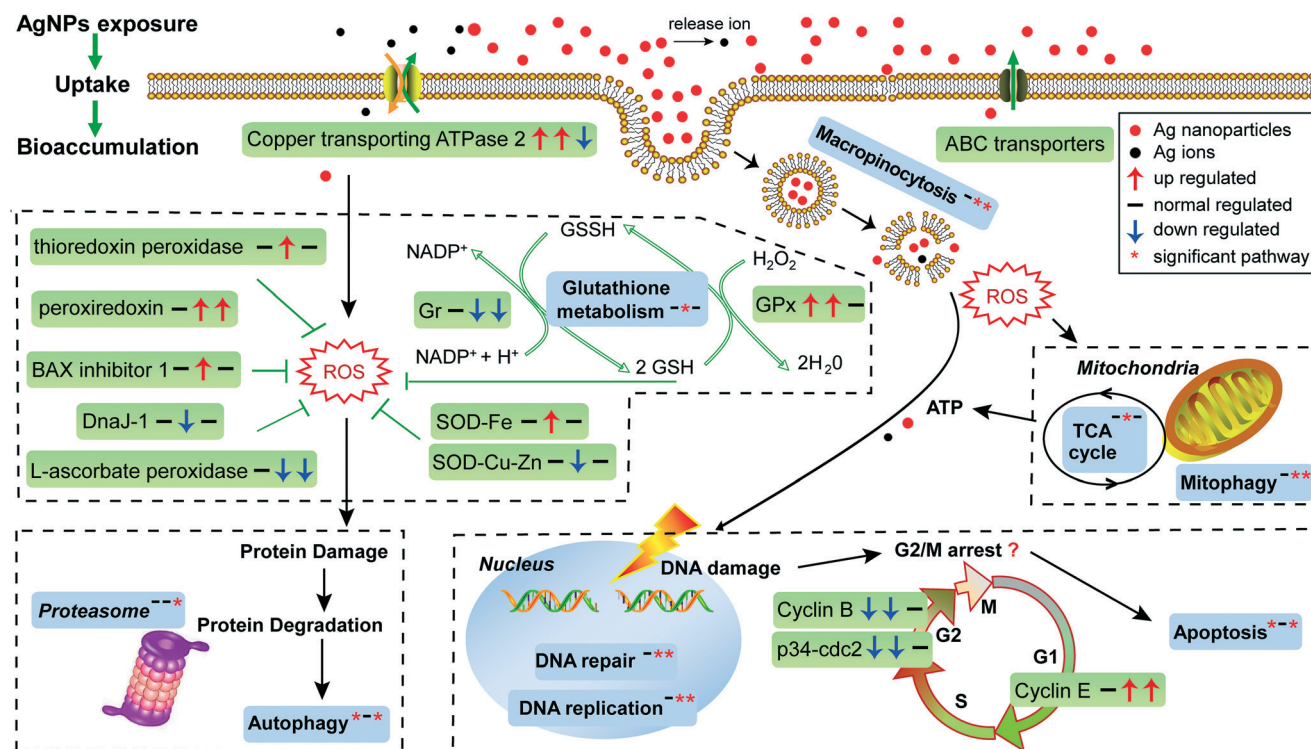 AgNPs exposure
Uptake
Bioaccumulation
release ion
Copper transporting ATPase 2 ↑ ↑ ↓
ABC transporters
Macropinocytosis -**
Ag nanoparticles
Ag ions
up regulated
normal regulated
down regulated
* significant pathway
thioredoxin peroxidase – ↑ –
peroxiredoxin – ↑ ↑
BAX inhibitor 1 – ↑ –
DnaJ-1 – ↓ –
L-ascorbate peroxidase – ↓ ↓
ROS
NADP⁺
GSSH
H₂O₂
Gr – ↓ ↓
Glutathione
metabolism -*-
GPx ↑ ↑ –
NADP⁺ + H⁺
2 GSH
2H₂0
SOD-Fe – ↑ –
SOD-Cu-Zn – ↓ –
ROS
Mitochondria
ATP
TCA -*-
cycle
Mitophagy -**
Protein Damage
Proteasome --*
Protein Degradation
Autophagy *-*
Nucleus
DNA damage
G2/M arrest ?
DNA repair -**
DNA replication -**
Cyclin B ↓ ↓ –
p34-cdc2 ↓ ↓ –
M
G2
G1
S
Cyclin E – ↑ ↑
Apoptosis *-*